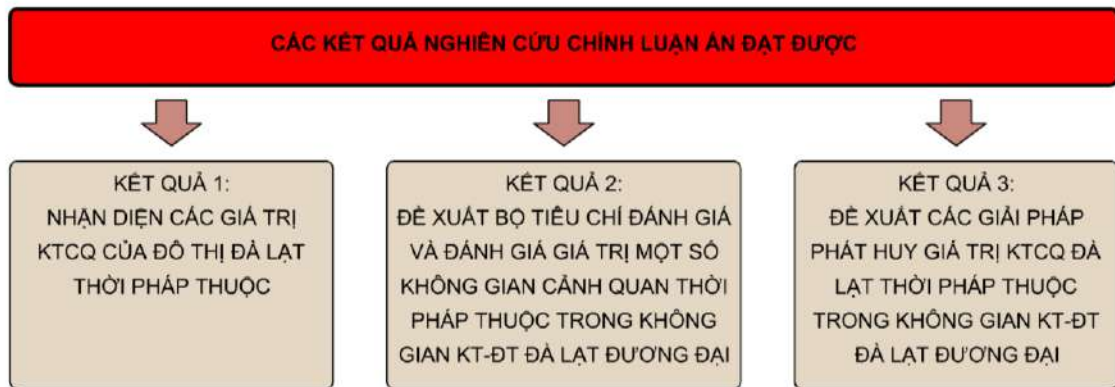 CÁC KẾT QUẢ NGHIÊN CỨU CHÍNH LUẬN ÁN ĐẠT ĐƯỢC
KẾT QUẢ 1:
NHẬN DIỆN CÁC GIÁ TRỊ
KTCQ CỦA ĐÔ THỊ ĐÀ LẠT
THỜI PHÁP THUỘC
KẾT QUẢ 2:
ĐỀ XUẤT BỘ TIÊU CHÍ ĐÁNH GIÁ
VÀ ĐÁNH GIÁ GIÁ TRỊ MỘT SỐ
KHÔNG GIAN CẢNH QUAN THỜI
PHÁP THUỘC TRONG KHÔNG
GIAN KT-ĐT ĐÀ LẠT ĐƯƠNG ĐẠI
KẾT QUẢ 3:
ĐỀ XUẤT CÁC GIẢI PHÁP
PHÁT HUY GIÁ TRỊ KTCQ ĐÀ
LẠT THỜI PHÁP THUỘC
TRONG KHÔNG GIAN KT-ĐT
ĐÀ LẠT ĐƯƠNG ĐẠI